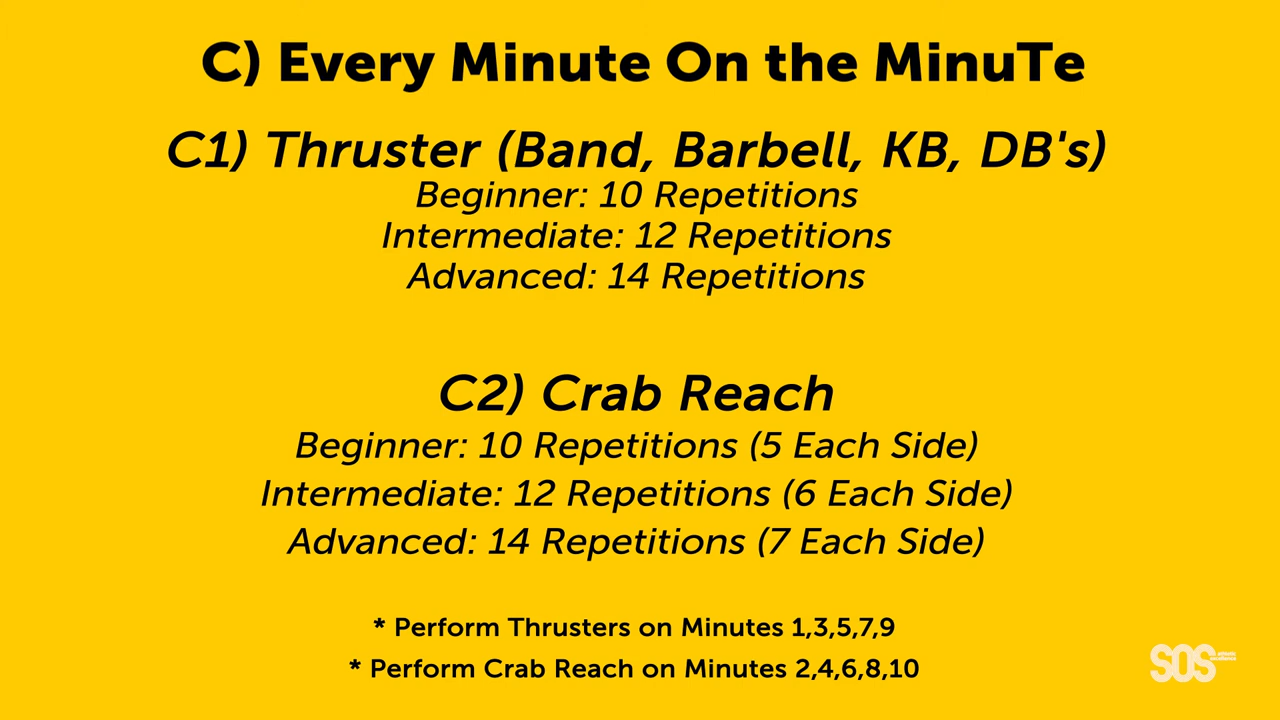 C) Every Minute On the MinuTe
C1) Thruster (Band, Barbell, KB, DB's)
Beginner: 10 Repetitions
Intermediate: 12 Repetitions
Advanced: 14 Repetitions
C2) Crab Reach
Beginner: 10 Repetitions (5 Each Side)
Intermediate: 12 Repetitions (6 Each Side)
Advanced: 14 Repetitions (7 Each Side)
* Perform Thrusters on Minutes 1,3,5,7,9
* Perform Crab Reach on Minutes 2,4,6,8,10
SOS